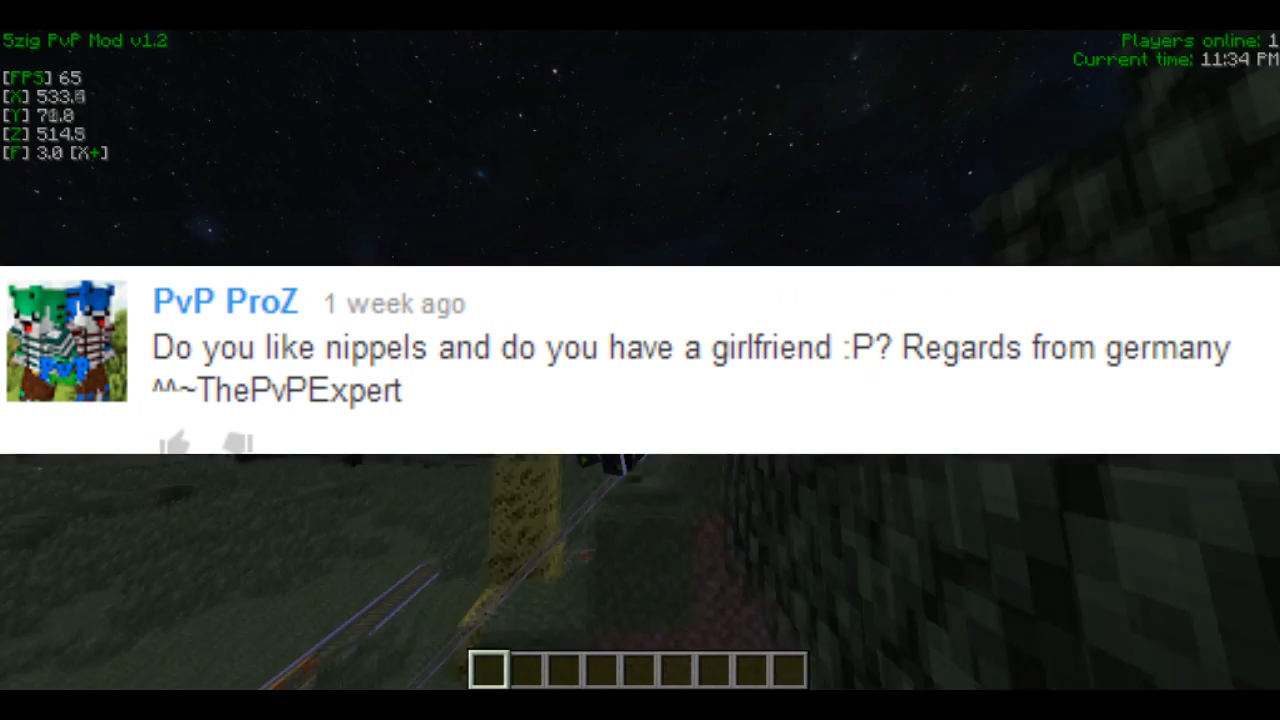 5zig PvP Mod v1.2
Players online: 1
Current time: 11:34 PM
[FPS] 65
[X] 533.8
[Y] 70.0
[Z] 514.5
[F] 3.0 [X+]
PvP ProZ 1 week ago
Do you like nippels and do you have a girlfriend :P? Regards from germany
^^~ThePvPExpert
PvP